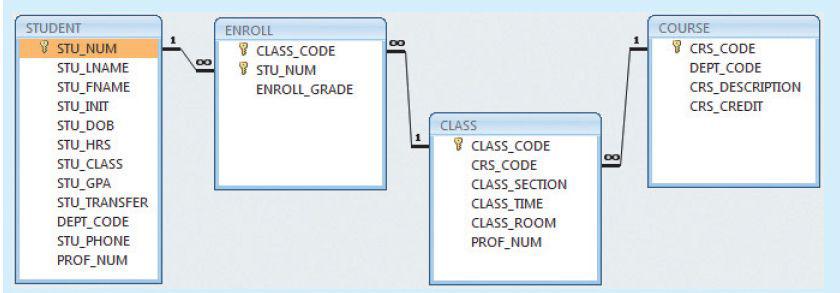 STUDENT
STU_NUM
STU_LNAME
STU_FNAME
STU_INIT
STU_DOB
STU_HRS
STU_CLASS
STU_GPA
STU_TRANSFER
DEPT_CODE
STU_PHONE
PROF_NUM
1
∞
ENROLL
CLASS_CODE
STU_NUM
ENROLL_GRADE
∞
1
CLASS
CLASS_CODE
CRS_CODE
CLASS_SECTION
CLASS_TIME
CLASS_ROOM
PROF_NUM
∞
1
COURSE
CRS_CODE
DEPT_CODE
CRS_DESCRIPTION
CRS_CREDIT